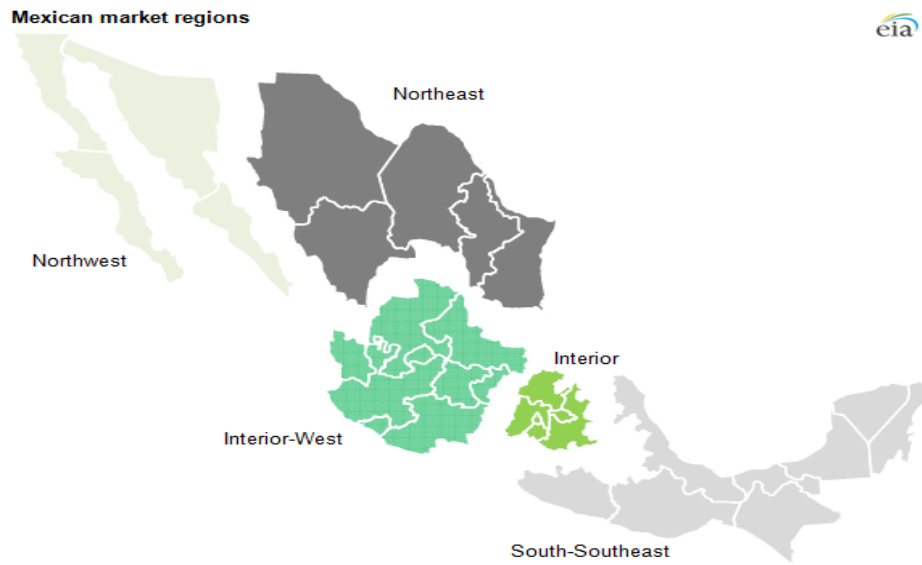 Mexican market regions
eia
Northeast
Northwest
Interior
Interior-West
South-Southeast